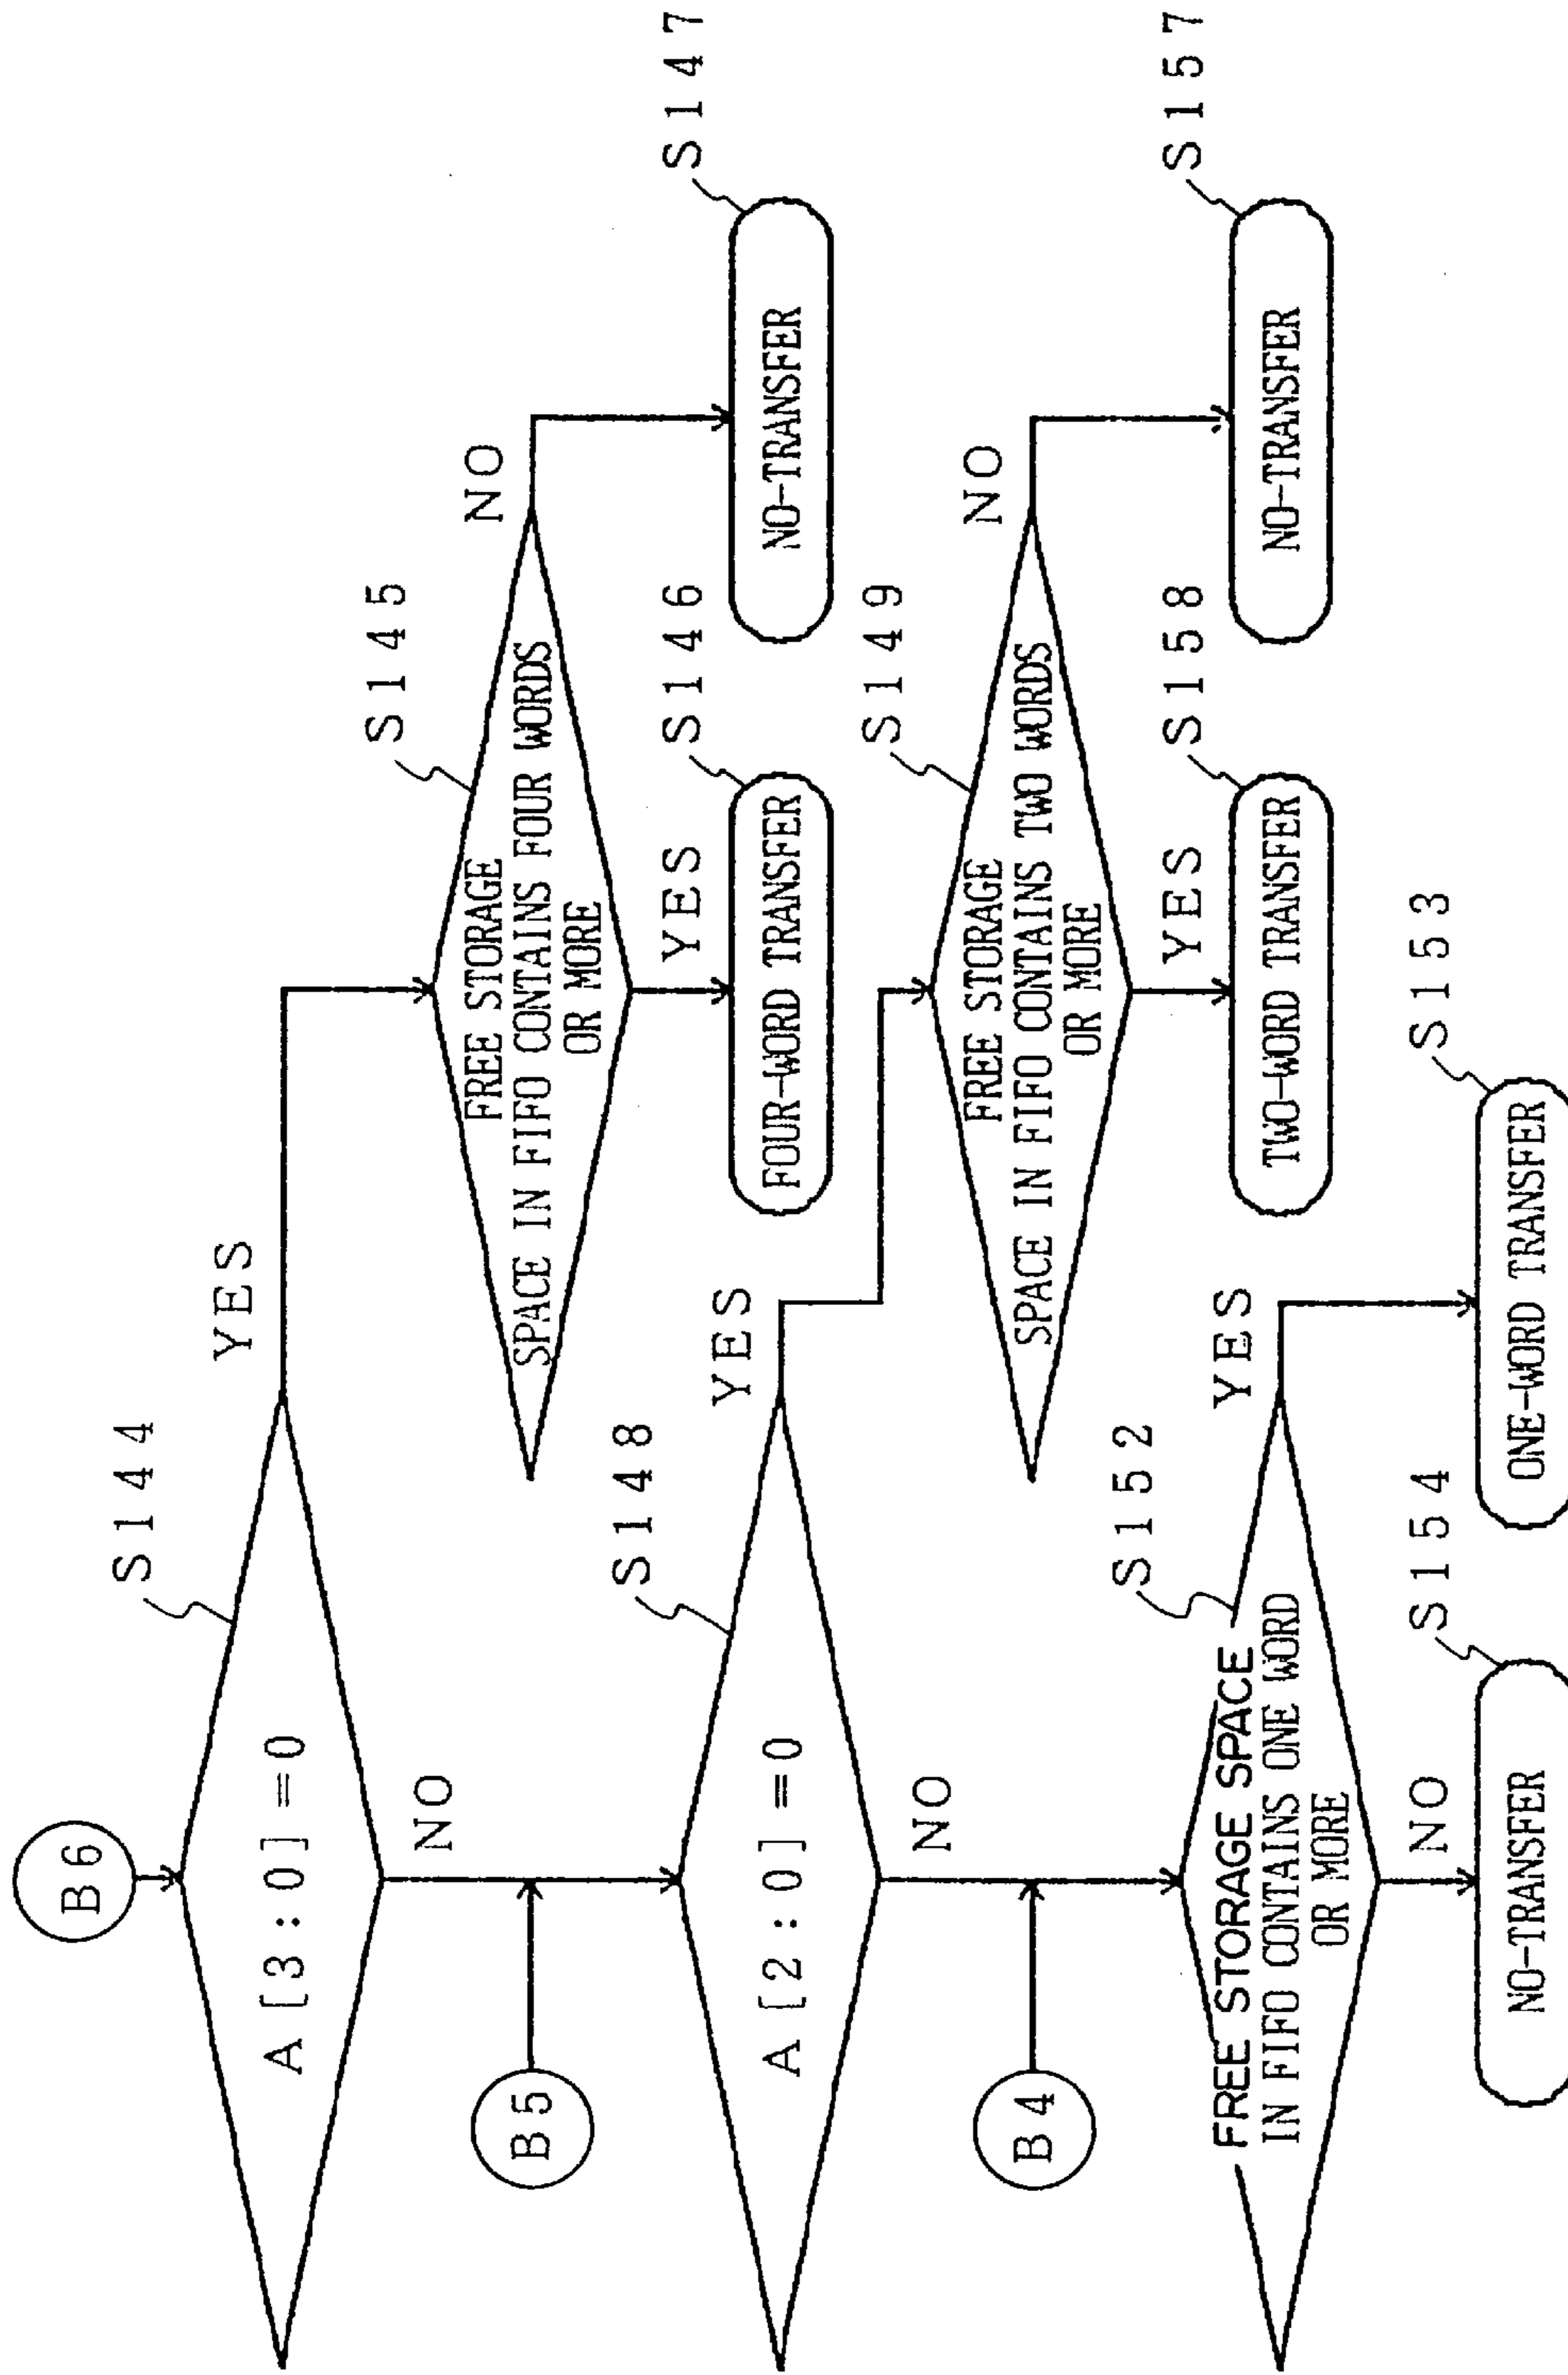 B6
S144
A[3:0]=0
YES
NO
S145
FREE STORAGE
SPACE IN FIFO CONTAINS FOUR WORDS
OR MORE
NO
YES
S146
FOUR-WORD TRANSFER
S147
NO-TRANSFER
B5
S148
A[2:0]=0
YES
NO
S149
FREE STORAGE
SPACE IN FIFO CONTAINS TWO WORDS
OR MORE
NO
YES
S158
TWO-WORD TRANSFER
S157
NO-TRANSFER
B4
S152
FREE STORAGE SPACE
IN FIFO CONTAINS ONE WORD
OR MORE
YES
NO
S153
ONE-WORD TRANSFER
S154
NO-TRANSFER